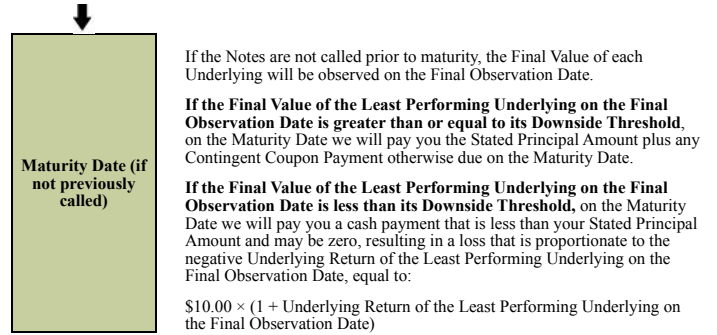 Maturity Date (if
not previously
called)
If the Notes are not called prior to maturity, the Final Value of each
Underlying will be observed on the Final Observation Date.
If the Final Value of the Least Performing Underlying on the Final
Observation Date is greater than or equal to its Downside Threshold,
on the Maturity Date we will pay you the Stated Principal Amount plus any
Contingent Coupon Payment otherwise due on the Maturity Date.
If the Final Value of the Least Performing Underlying on the Final
Observation Date is less than its Downside Threshold, on the Maturity
Date we will pay you a cash payment that is less than your Stated Principal
Amount and may be zero, resulting in a loss that is proportionate to the
negative Underlying Return of the Least Performing Underlying on the
Final Observation Date, equal to:
$10.00 × (1 + Underlying Return of the Least Performing Underlying on
the Final Observation Date)